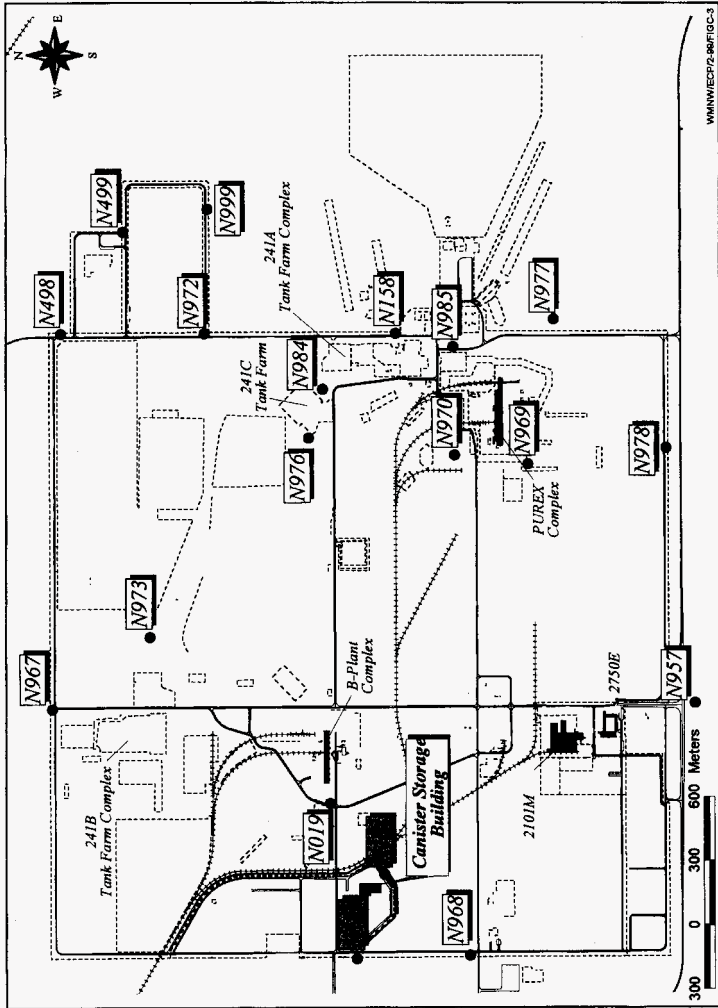 N
E
S
W
N498
N499
N999
N972
241A
Tank Farm Complex
N158
N985
N977
N984
241C
Tank Farm
N976
N970
N969
PUREX
Complex
N978
N973
N967
241B
Tank Farm Complex
B-Plant
Complex
N019
Canister Storage
Building
N968
2101M
2750E
N957
300 0 300 600 Meters
WMNW/ECP/2-99/FIGC-3